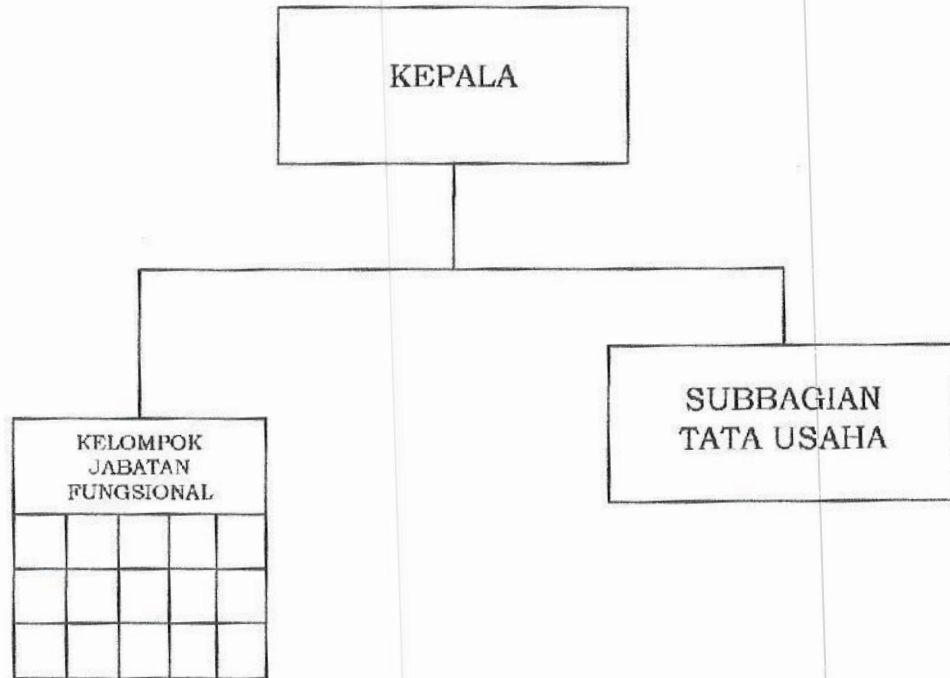 KEPALA
SUBBAGIAN
TATA USAHA
KELOMPOK
JABATAN
FUNGSIONAL